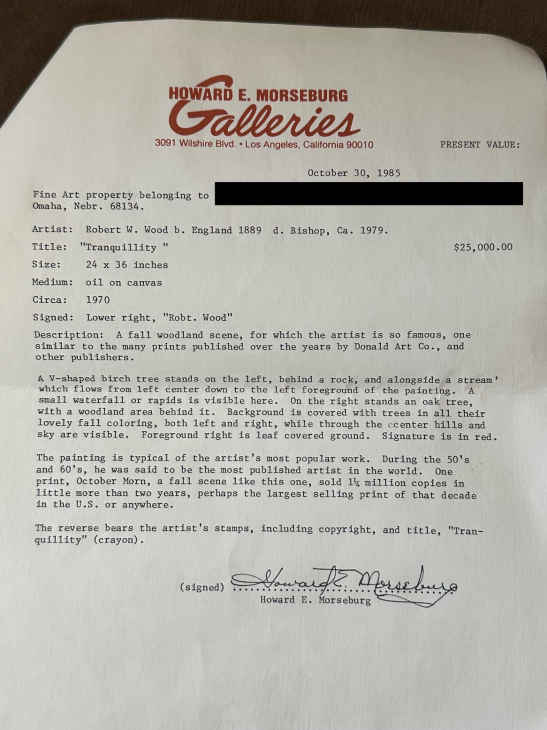 HOWARD E. MORSEBURG
Galleries
3091 Wilshire Blvd. • Los Angeles, California 90010
PRESENT VALUE:
October 30, 1985
Fine Art property belonging to
Omaha, Nebr. 68134.
Artist: Robert W. Wood b. England 1889 d. Bishop, Ca. 1979.
Title: "Tranquillity " $25,000.00
Size: 24 x 36 inches
Medium: oil on canvas
Circa: 1970
Signed: Lower right, "Robt. Wood"
Description: A fall woodland scene, for which the artist is so famous, one
similar to the many prints published over the years by Donald Art Co., and
other publishers.
A V-shaped birch tree stands on the left, behind a rock, and alongside a stream'
which flows from left center down to the left foreground of the painting. A
small waterfall or rapids is visible here. On the right stands an oak tree,
with a woodland area behind it. Background is covered with trees in all their
lovely fall coloring, both left and right, while through the ccenter hills and
sky are visible. Foreground right is leaf covered ground. Signature is in red.
The painting is typical of the artist's most popular work. During the 50's
and 60's, he was said to be the most published artist in the world. One
print, October Morn, a fall scene like this one, sold 1¼ million copies in
little more than two years, perhaps the largest selling print of that decade
in the U.S. or anywhere.
The reverse bears the artist's stamps, including copyright, and title, "Tran-
quillity" (crayon).
(signed) Howard E. Morseburg
Howard E. Morseburg